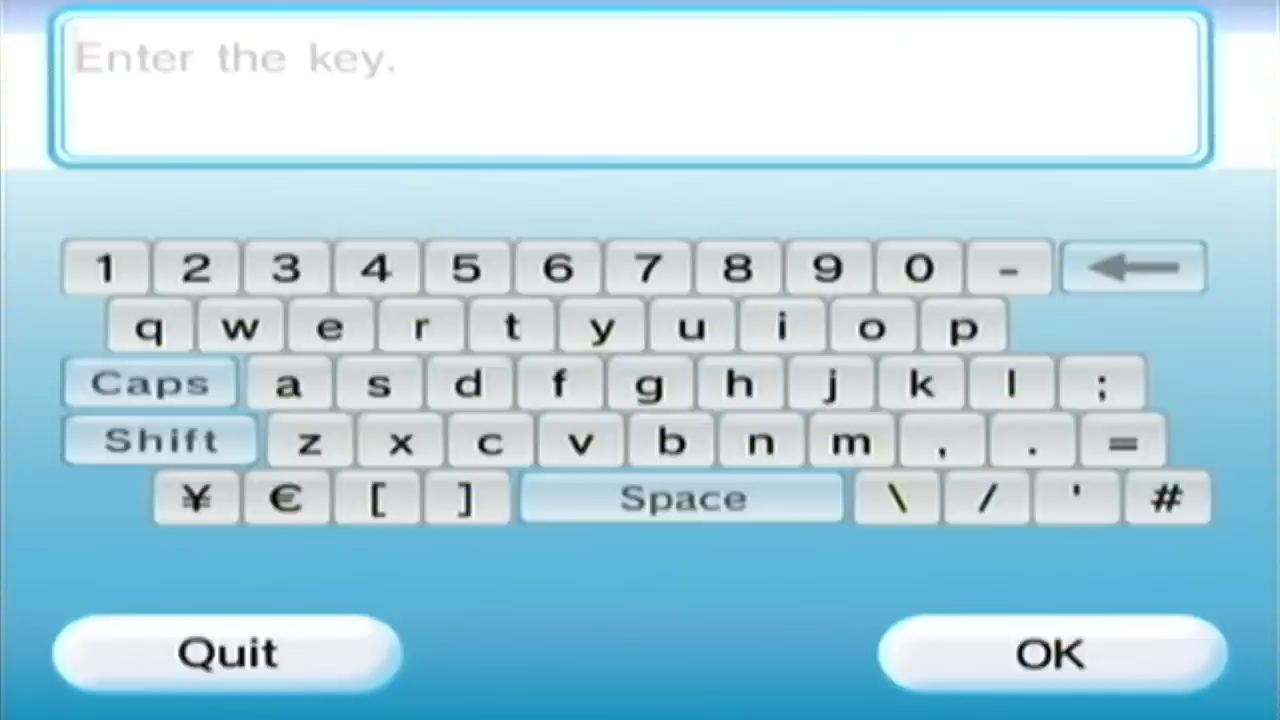 Enter the key.
1 2 3 4 5 6 7 8 9 0 -
q w e r t y u i o p
Caps a s d f g h j k l ;
Shift z x c v b n m , . =
¥ € [ ] Space \ / ' #
Quit OK